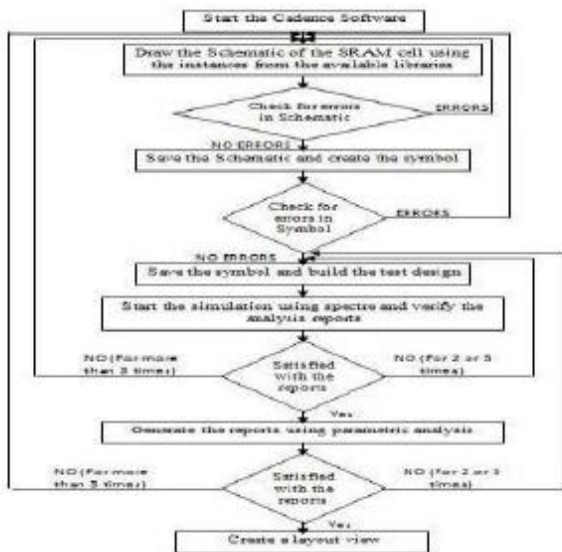 Start the Cadence Software
Draw the Schematic of the SRAM cell using
the instances from the available libraries
Check for errors
in Schematic
ERRORS
NO ERRORS
Save the Schematic and create the symbol
Check for
errors in
Symbol
ERRORS
NO ERRORS
Save the symbol and build the test design
Start the simulation using spectre and verify the
analysis reports
NO (For more
than 3 times)
Satisfied
with the
reports
NO (For 2 or 3
times)
Yes
Generate the reports using parametric analysis
NO (For more
than 3 times)
Satisfied
with the
reports
NO (For 2 or 3
times)
Yes
Create a layout view